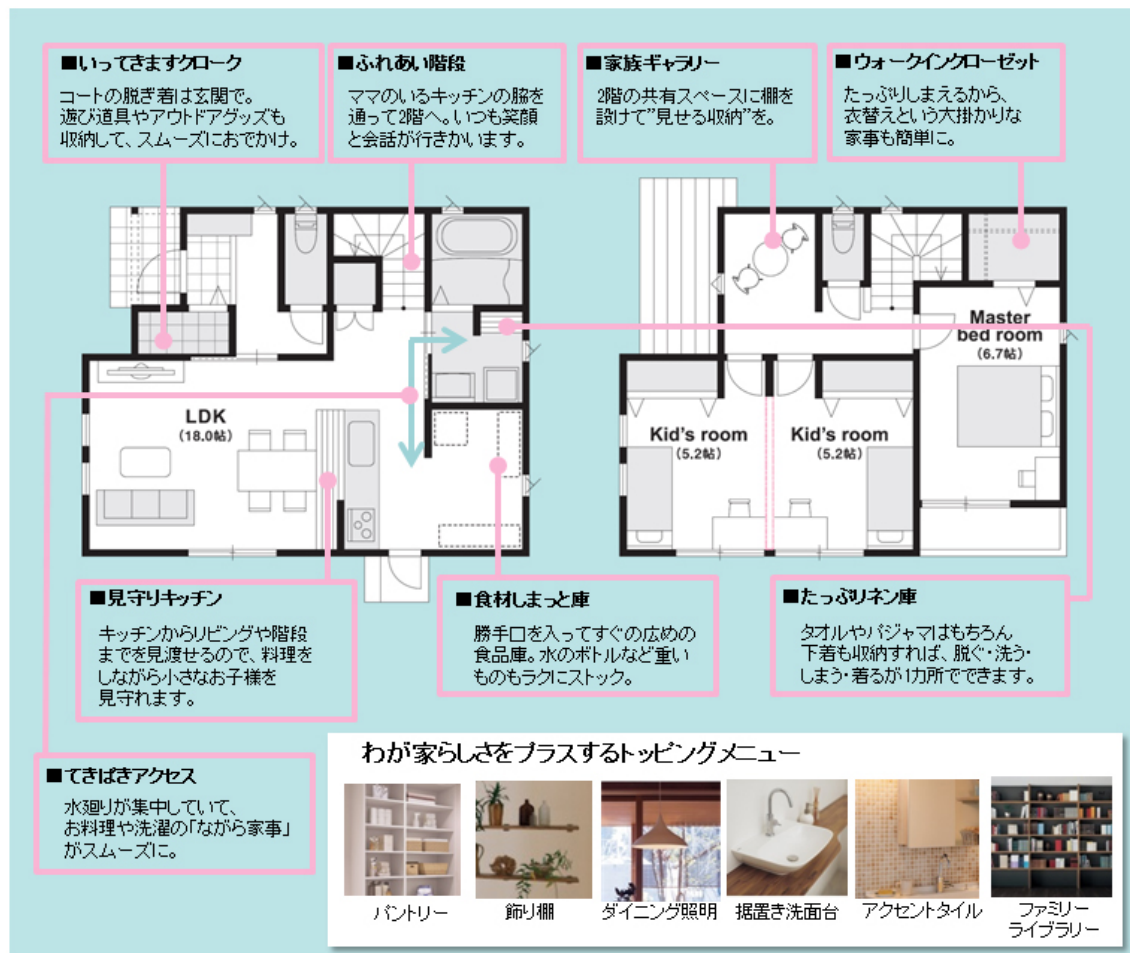 ■いってきますクローク
コートの脱ぎ着は玄関で。
遊び道具やアウトドアグッズも
収納して、スムーズにおでかけ。
■ふれあい階段
ママのいるキッチンの脇を
通って2階へ。いつも笑顔
と会話が行きかいます。
■家族ギャラリー
2階の共有スペースに棚を
設けて”見せる収納”を。
■ウォークインクローゼット
たっぷりしまえるから、
衣替えという大掛かりな
家事も簡単に。
LDK
(18.0帖)
Master
bed room
(6.7帖)
Kid's room
(5.2帖)
Kid's room
(5.2帖)
■見守りキッチン
キッチンからリビングや階段
までを見渡せるので、料理を
しながら小さなお子様を
見守れます。
■食材しまっと庫
勝手口を入ってすぐの広めの
食品庫。水のボトルなど重い
ものもラクにストック。
■たっぷりネン庫
タオルやパジャマはもちろん
下着も収納すれば、脱ぐ・洗う・
しまう・着るが1カ所でできます。
■てきぱきアクセス
水廻りが集中していて、
お料理や洗濯の「ながら家事」
がスムーズに。
わが家らしさをプラスするトッピングメニュー
パントリー
飾り棚
ダイニング照明
据置き洗面台
アクセントタイル
ファミリー
ライブラリー